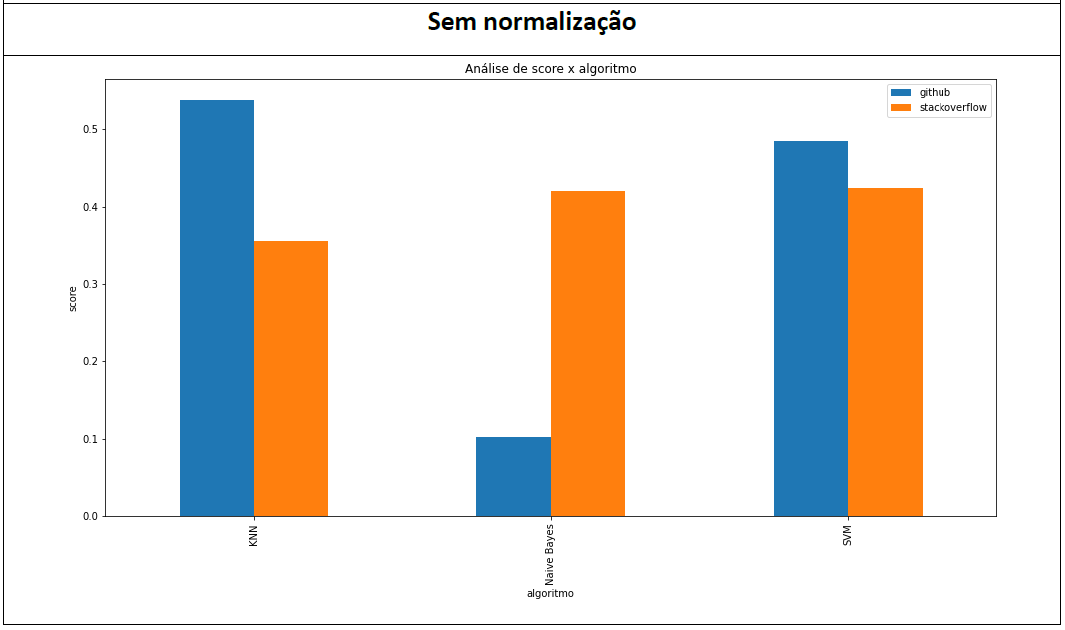 Sem normalização
Análise de score x algoritmo
github
stackoverflow
score
0.5
0.4
0.3
0.2
0.1
0.0
KNN
Naive Bayes
SVM
algoritmo